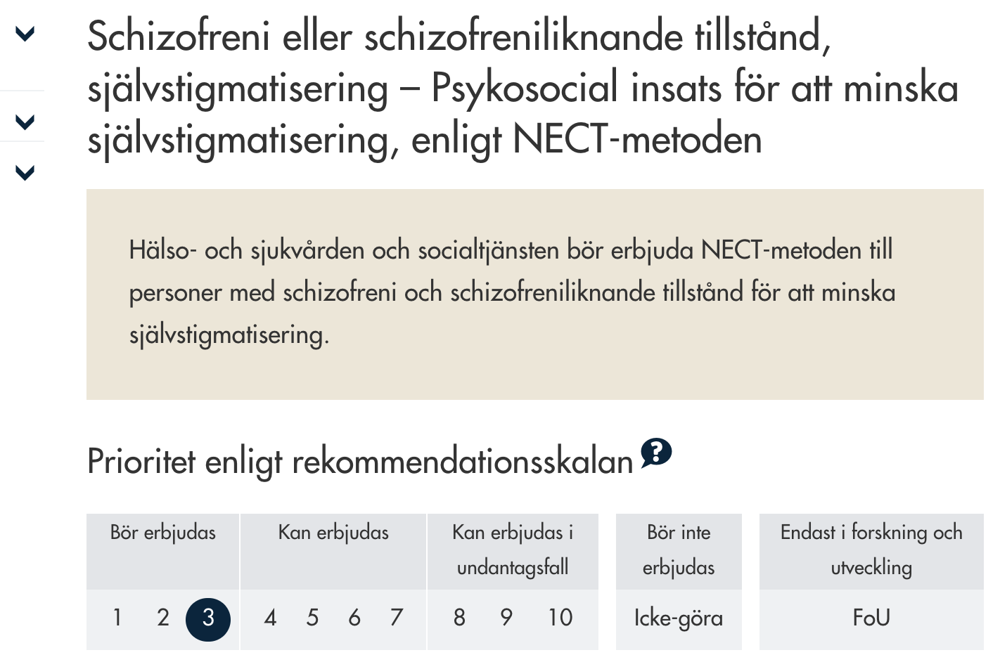 Schizofreni eller schizofreniliknande tillstånd,
självstigmatisering – Psykosocial insats för att minska
självstigmatisering, enligt NECT-metoden
Hälso- och sjukvården och socialtjänsten bör erbjuda NECT-metoden till
personer med schizofreni och schizofreniliknande tillstånd för att minska
självstigmatisering.
Prioritet enligt rekommendationsskalan ?
Bör erbjudas
Kan erbjudas
Kan erbjudas i
undantagsfall
Bör inte
erbjudas
Endast i forskning och
utveckling
1 2 3 4 5 6 7 8 9 10 Icke-göra FoU